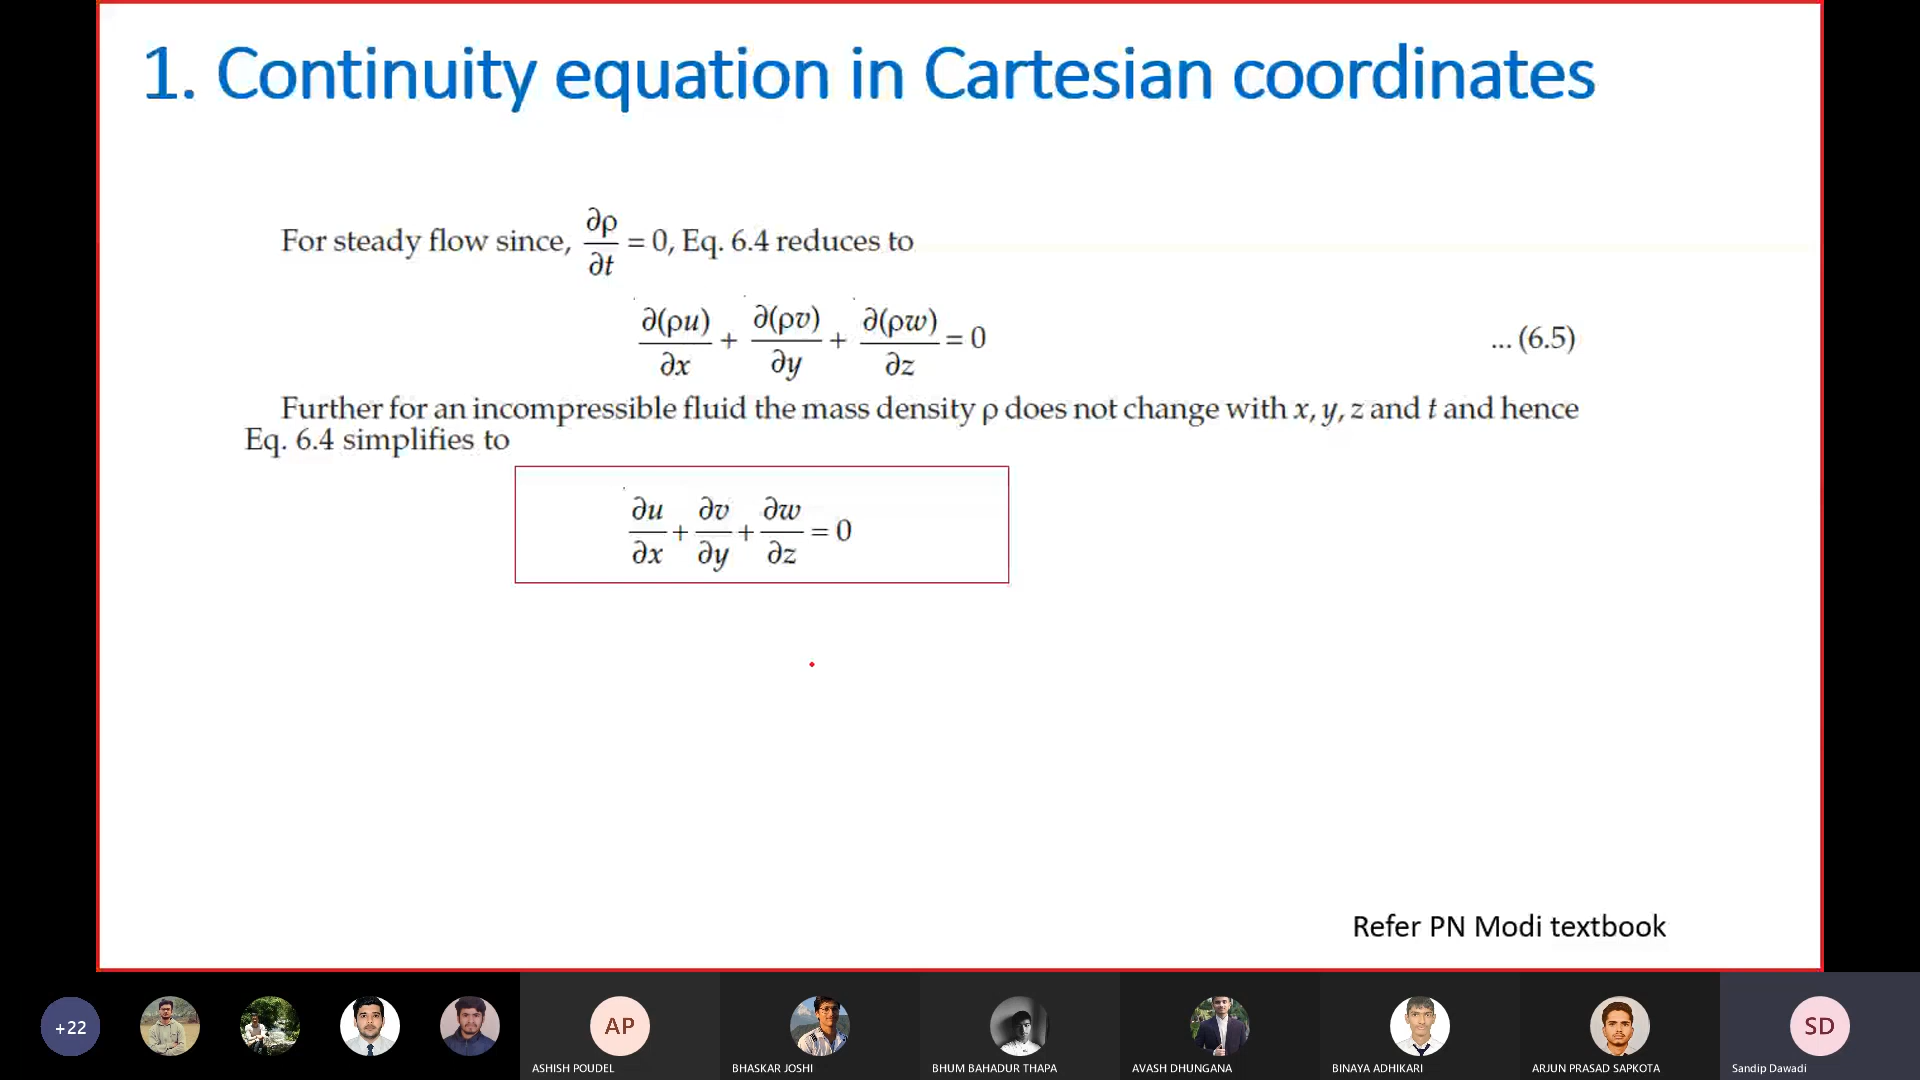 1. Continuity equation in Cartesian coordinates
For steady flow since, ∂ρ/∂t = 0, Eq. 6.4 reduces to
∂(ρu)/∂x + ∂(ρv)/∂y + ∂(ρw)/∂z = 0 ... (6.5)
Further for an incompressible fluid the mass density ρ does not change with x, y, z and t and hence
Eq. 6.4 simplifies to
∂u/∂x + ∂v/∂y + ∂w/∂z = 0
Refer PN Modi textbook
+22
AP
SD
ASHISH POUDEL
BHASKAR JOSHI
BHUM BAHADUR THAPA
AVASH DHUNGANA
BINAYA ADHIKARI
ARJUN PRASAD SAPKOTA
Sandip Dawadi